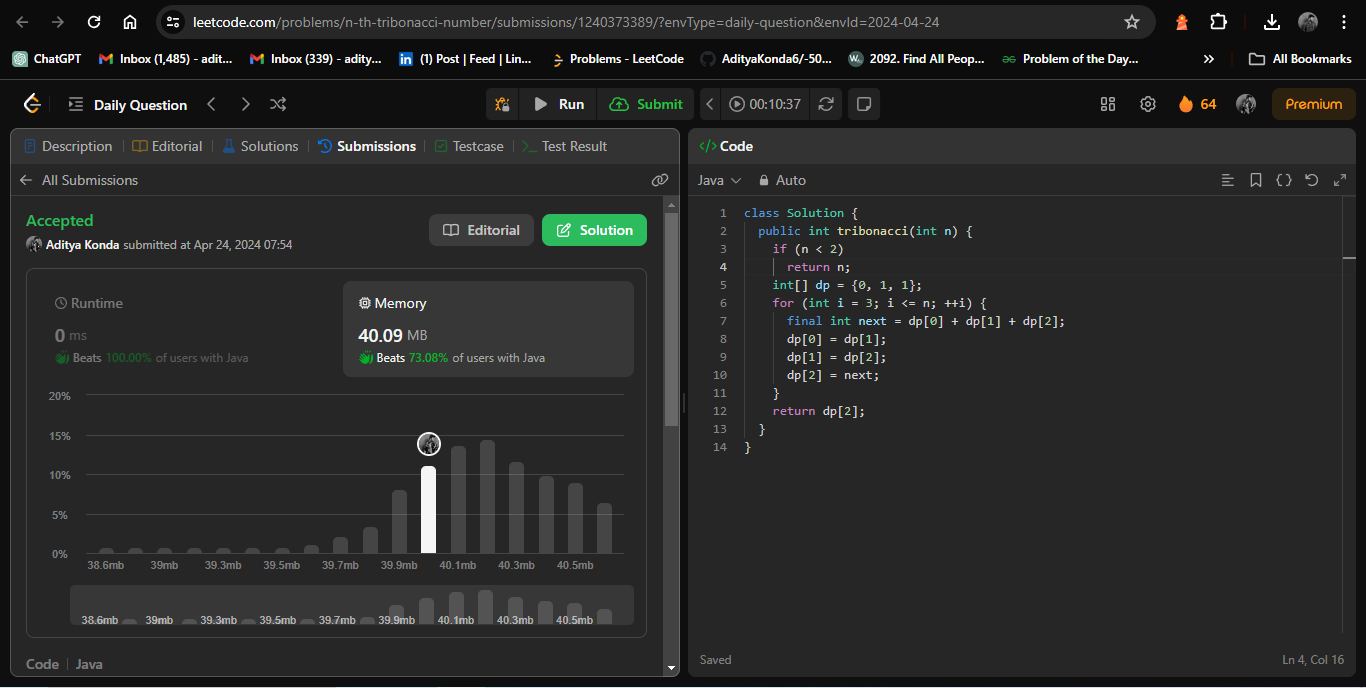 leetcode.com/problems/n-th-tribonacci-number/submissions/1240373389/?envType=daily-question&envId=2024-04-24
ChatGPT Inbox (1,485) - adit... Inbox (339) - adity... (1) Post | Feed | Lin... Problems - LeetCode AdityaKonda6/-50... 2092. Find All Peop... Problem of the Day... » All Bookmarks
Daily Question Run Submit 00:10:37 64 Premium
Description Editorial Solutions Submissions Testcase Test Result
All Submissions
Accepted
Aditya Konda submitted at Apr 24, 2024 07:54
Editorial Solution
Runtime
0 ms
Beats 100.00% of users with Java
Memory
40.09 MB
Beats 73.08% of users with Java
20%
15%
10%
5%
0%
38.6mb 39mb 39.3mb 39.5mb 39.7mb 39.9mb 40.1mb 40.3mb 40.5mb
38.6mb 39mb 39.3mb 39.5mb 39.7mb 39.9mb 40.1mb 40.3mb 40.5mb
Code | Java
</> Code
Java Auto
1 class Solution {
2 public int tribonacci(int n) {
3 if (n < 2)
4 return n;
5 int[] dp = {0, 1, 1};
6 for (int i = 3; i <= n; ++i) {
7 final int next = dp[0] + dp[1] + dp[2];
8 dp[0] = dp[1];
9 dp[1] = dp[2];
10 dp[2] = next;
11 }
12 return dp[2];
13 }
14 }
Saved Ln 4, Col 16